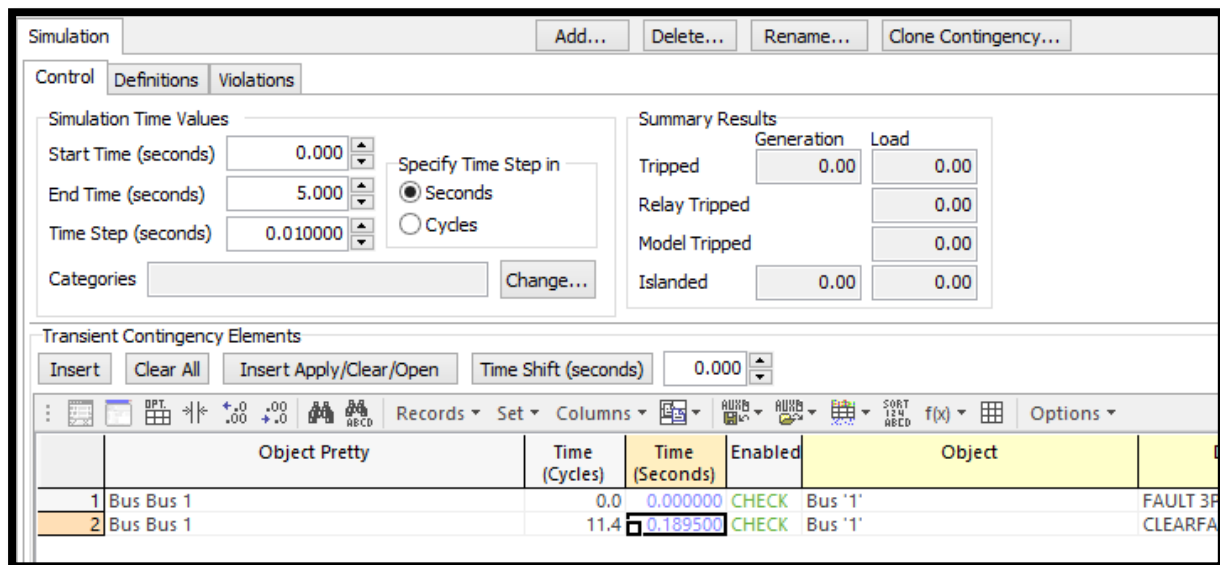 Simulation Add... Delete... Rename... Clone Contingency...
Control Definitions Violations
Simulation Time Values Summary Results
Generation Load
Start Time (seconds) 0.000 Specify Time Step in Tripped 0.00 0.00
End Time (seconds) 5.000 Seconds Relay Tripped 0.00
Time Step (seconds) 0.010000 Cycles Model Tripped 0.00
Categories Change... Islanded 0.00 0.00
Transient Contingency Elements
Insert Clear All Insert Apply/Clear/Open Time Shift (seconds) 0.000
Records Set Columns f(x) Options
Object Pretty Time (Cycles) Time (Seconds) Enabled Object D
1 Bus Bus 1 0.0 0.000000 CHECK Bus '1' FAULT 3P
2 Bus Bus 1 11.4 0.189500 CHECK Bus '1' CLEARFA